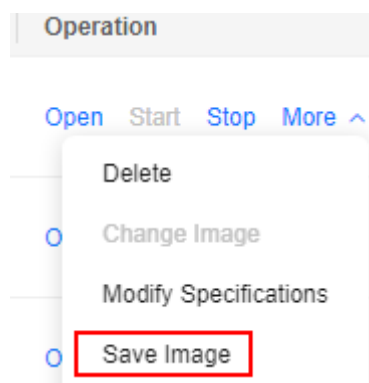 Operation
Open Start Stop More
Delete
O Change Image
Modify Specifications
O Save Image